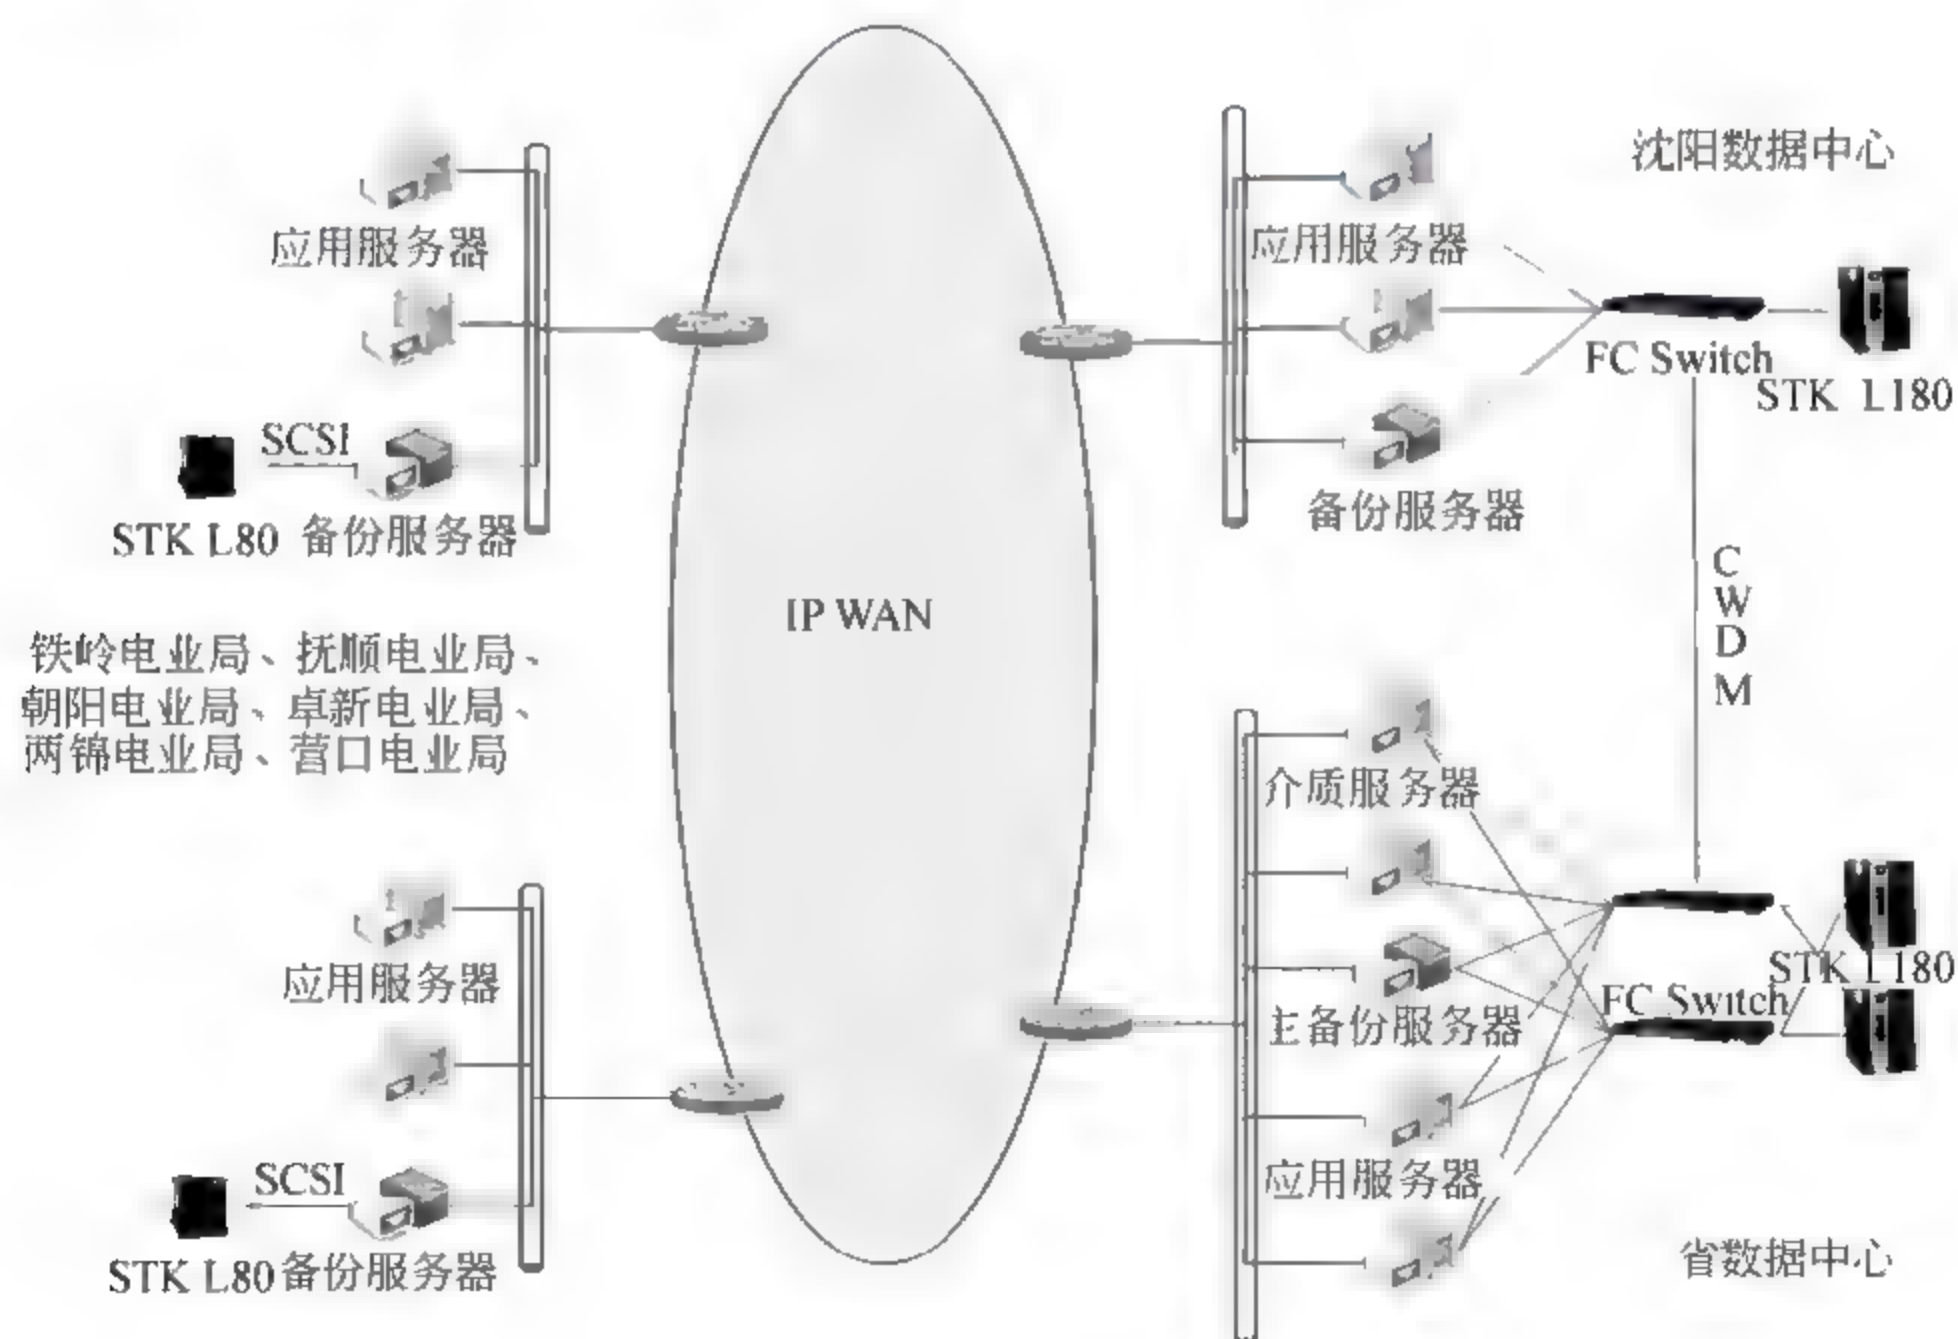 沈阳数据中心
应用服务器
应用服务器
FC Switch
STK L180
SCSI
STK L80 备份服务器
备份服务器
IP WAN
CWDM
铁岭电业局、抚顺电业局、
朝阳电业局、阜新电业局、
两锦电业局、营口电业局
介质服务器
STK L180
FC Switch
主备份服务器
应用服务器
应用服务器
SCSI
STK L80 备份服务器
省数据中心